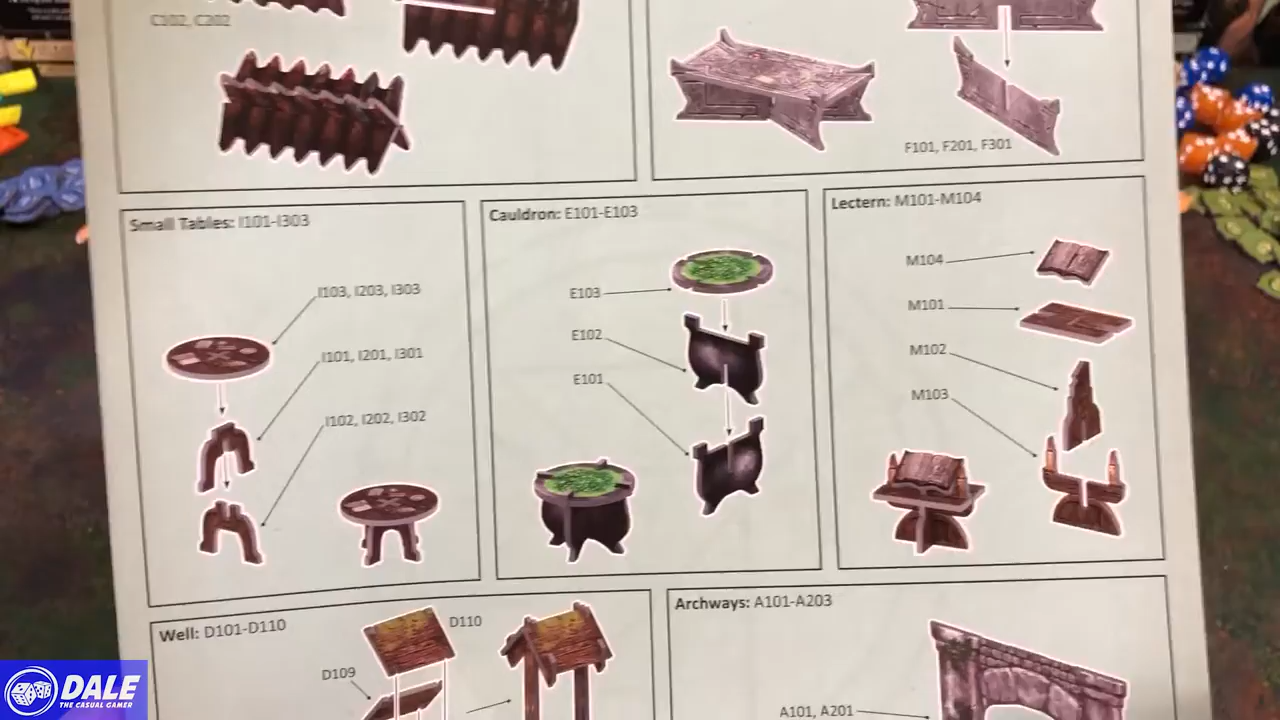 C102, C202
F101, F201, F301
Small Tables: I101-I303
I103, I203, I303
I101, I201, I301
I102, I202, I302
Cauldron: E101-E103
E103
E102
E101
Lectern: M101-M104
M104
M101
M102
M103
Well: D101-D110
D110
D109
Archways: A101-A203
A101, A201
DALE
THE CASUAL GAMER